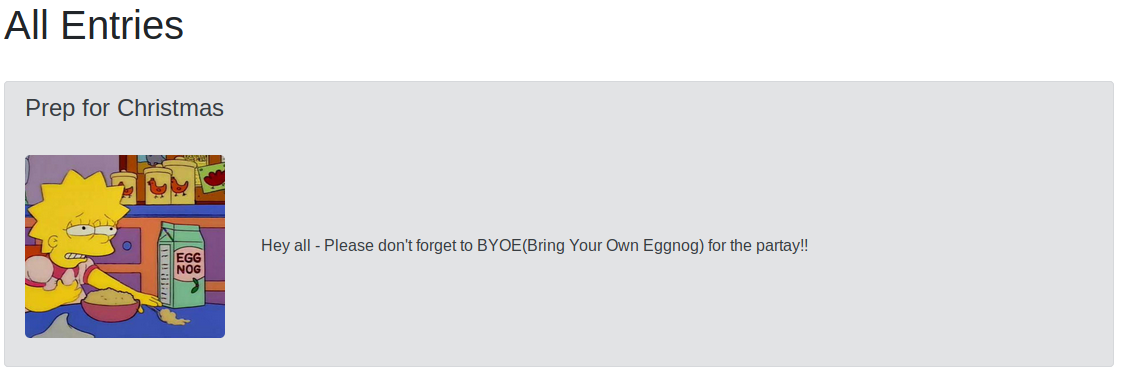 All Entries
Prep for Christmas
EGG
NOG
Hey all - Please don't forget to BYOE(Bring Your Own Eggnog) for the partay!!